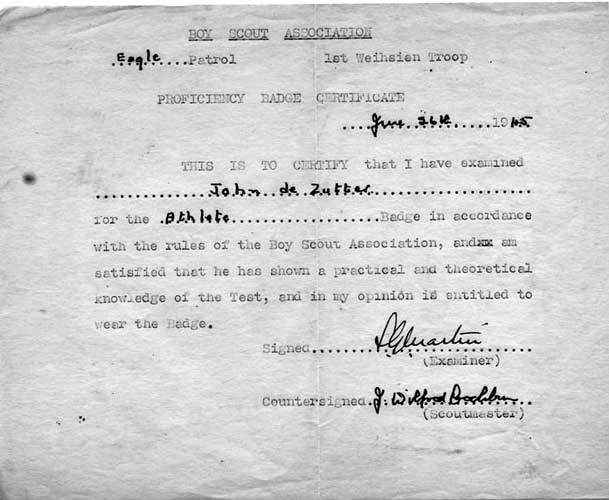 BOY SCOUT ASSOCIATION
Eagle Patrol 1st Weihsien Troop
PROFICIENCY BADGE CERTIFICATE
June 26th 1945
THIS IS TO CERTIFY that I have examined
John de Zutter
for the Athlete Badge in accordance
with the rules of the Boy Scout Association, andxx am
satisfied that he has shown a practical and theoretical
knowledge of the Test, and in my opinion is entitled to
wear the Badge.
Signed Martin
(Examiner)
Countersigned. J. Wilfred
(Scoutmaster)